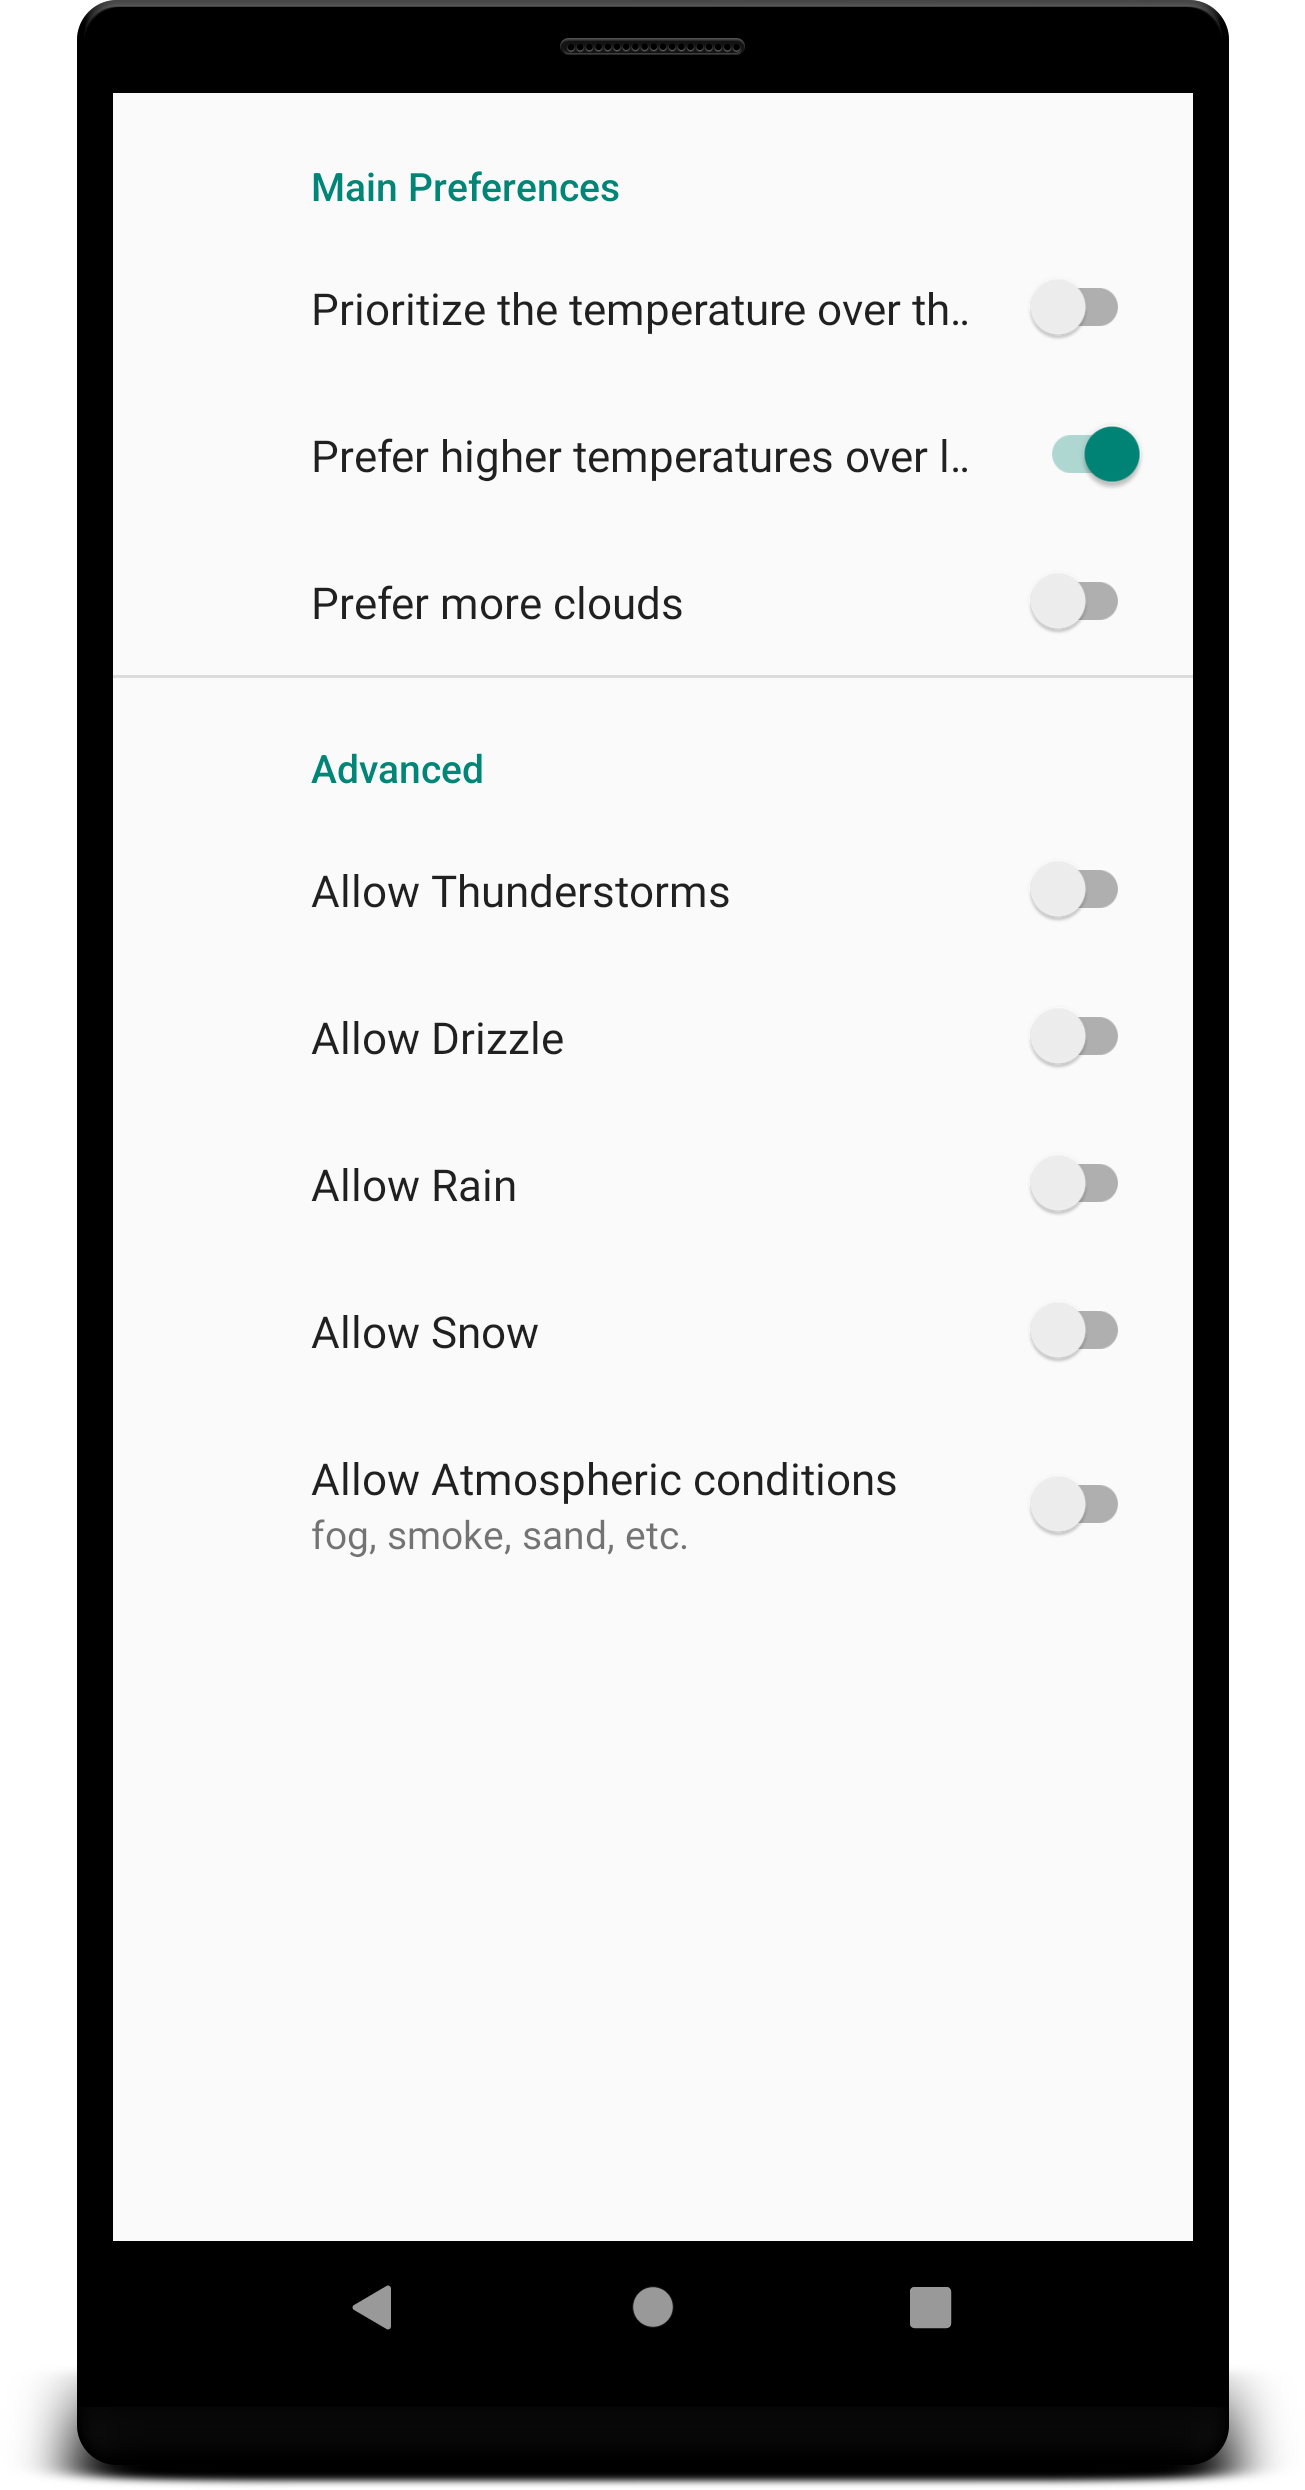 Main Preferences
Prioritize the temperature over th..
Prefer higher temperatures over l..
Prefer more clouds
Advanced
Allow Thunderstorms
Allow Drizzle
Allow Rain
Allow Snow
Allow Atmospheric conditions
fog, smoke, sand, etc.